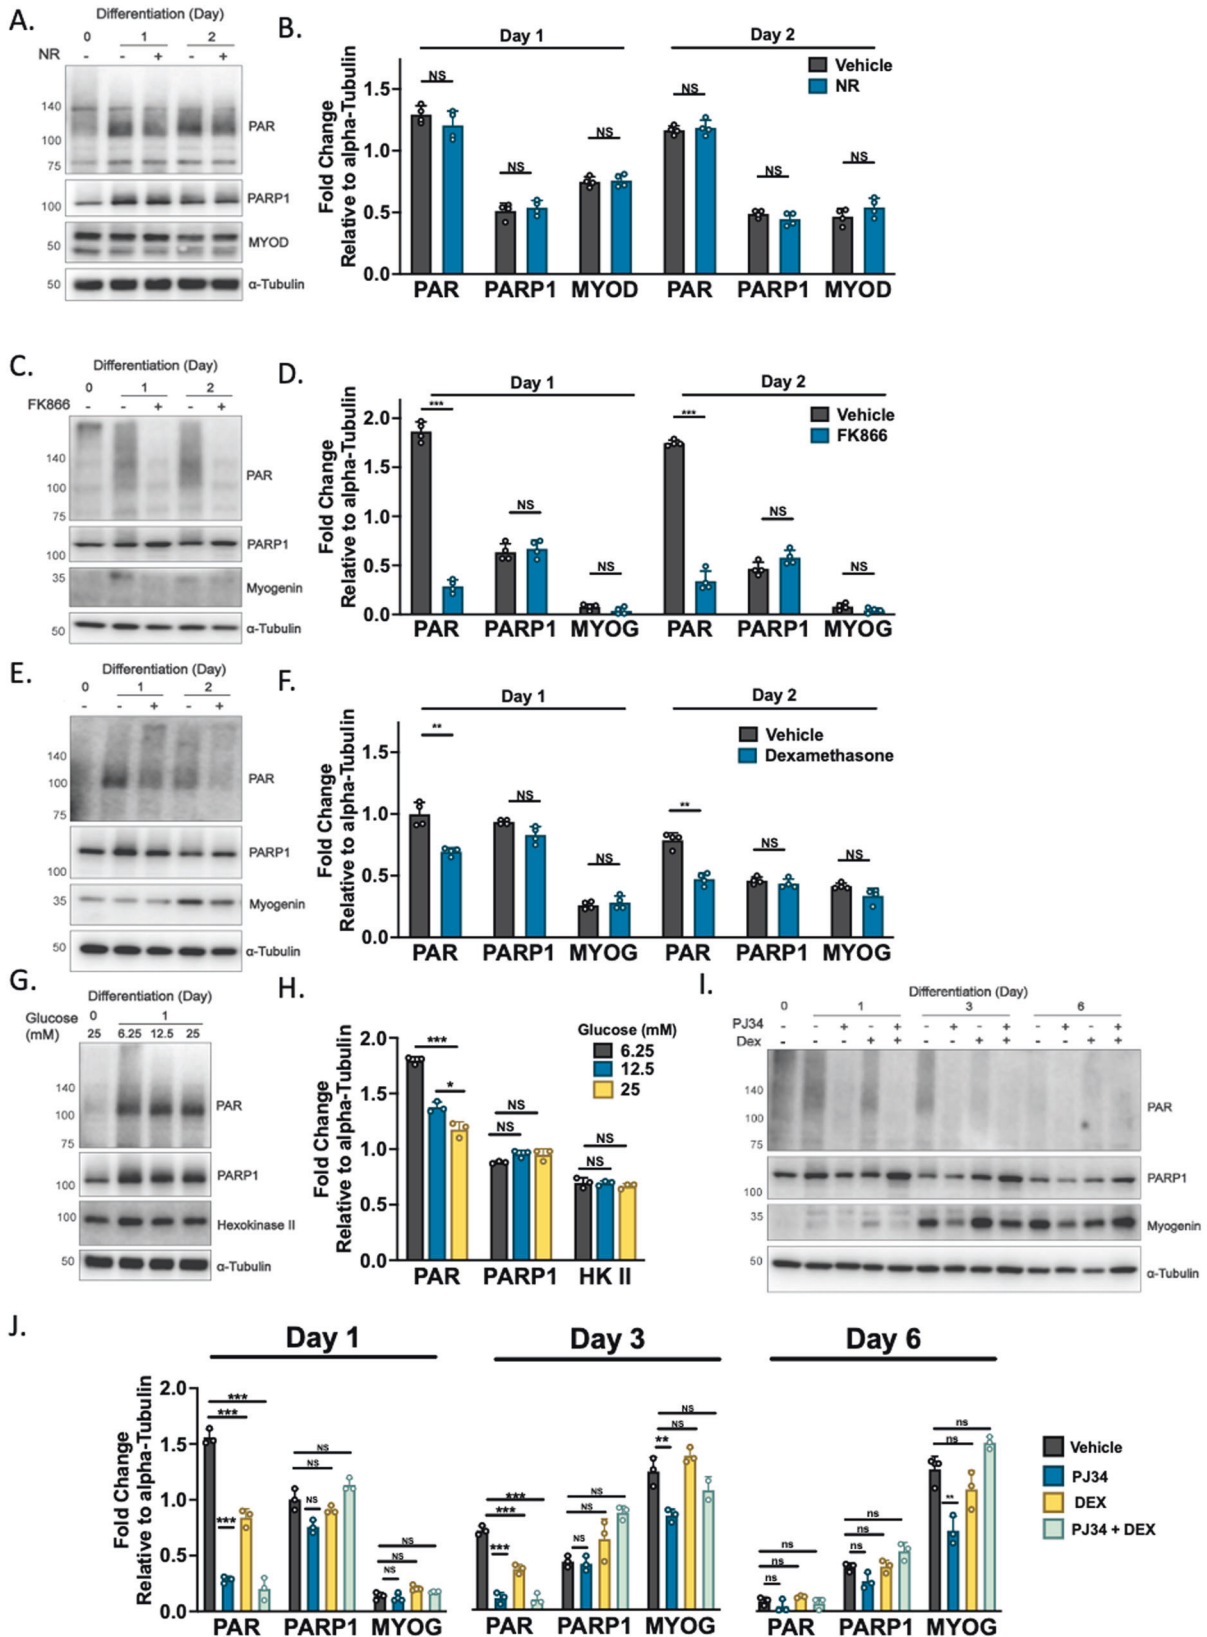 A.
Differentiation (Day)
0 1 2
NR - - + - +
140
100
75
PAR
100
PARP1
50
MYOD
50
α-Tubulin
B.
Day 1
Day 2
Vehicle
NR
Fold Change
Relative to alpha-Tubulin
1.5
1.0
0.5
0.0
NS NS NS NS NS NS
PAR PARP1 MYOD PAR PARP1 MYOD
C.
Differentiation (Day)
0 1 2
FK866 - - + - +
140
100
75
PAR
100
PARP1
35
Myogenin
50
α-Tubulin
D.
Day 1
Day 2
Vehicle
FK866
Fold Change
Relative to alpha-Tubulin
2.0
1.5
1.0
0.5
0.0
*** NS NS *** NS NS
PAR PARP1 MYOG PAR PARP1 MYOG
E.
Differentiation (Day)
0 1 2
- - + - +
140
100
75
PAR
100
PARP1
35
Myogenin
50
α-Tubulin
F.
Day 1
Day 2
Vehicle
Dexamethasone
Fold Change
Relative to alpha-Tubulin
1.5
1.0
0.5
0.0
** NS NS ** NS NS
PAR PARP1 MYOG PAR PARP1 MYOG
G.
Differentiation (Day)
Glucose 0 1
(mM) 25 6.25 12.5 25
140
100
75
PAR
100
PARP1
100
Hexokinase II
50
α-Tubulin
H.
Glucose (mM)
6.25
12.5
25
Fold Change
Relative to alpha-Tubulin
2.0
1.5
1.0
0.5
0.0
***
*
NS
NS
NS
NS
PAR PARP1 HK II
I.
Differentiation (Day)
0 1 3 6
PJ34 - - + - + - + - + - + - +
Dex - - - + + - - + + - - + +
140
100
75
PAR
100
PARP1
35
Myogenin
50
α-Tubulin
J.
Day 1
Day 3
Day 6
Fold Change
Relative to alpha-Tubulin
2.0
1.5
1.0
0.5
0.0
***
***
***
NS
NS
NS
NS
NS
NS
***
***
***
NS
NS
NS
NS
NS
**
ns
ns
ns
ns
ns
ns
ns
ns
**
PAR PARP1 MYOG PAR PARP1 MYOG PAR PARP1 MYOG
Vehicle
PJ34
DEX
PJ34 + DEX